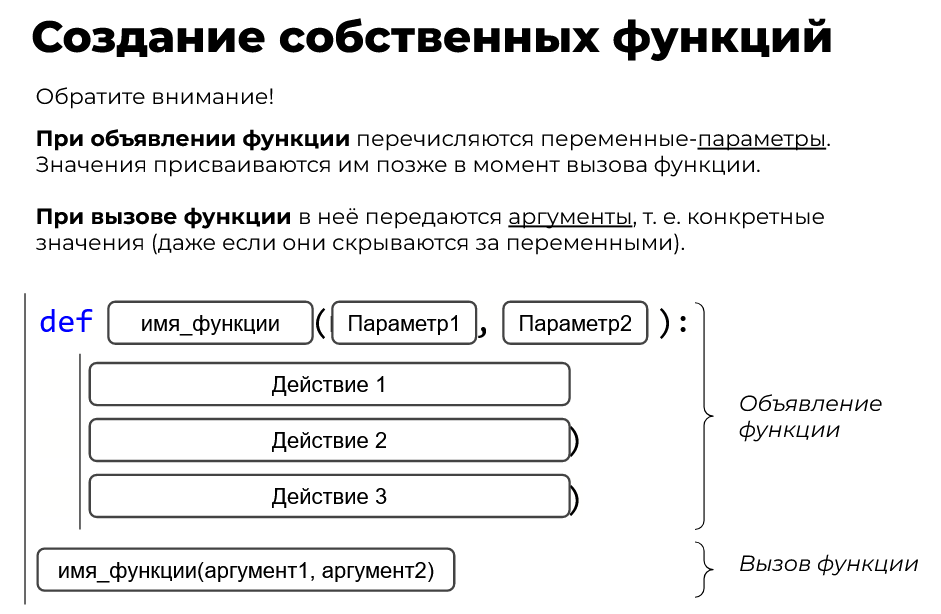 Создание собственных функций
Обратите внимание!
При объявлении функции перечисляются переменные-параметры.
Значения присваиваются им позже в момент вызова функции.
При вызове функции в неё передаются аргументы, т. е. конкретные
значения (даже если они скрываются за переменными).
def имя_функции(Параметр1, Параметр2 ):
Действие 1
Действие 2)
Действие 3)
Объявление
функции
имя_функции(аргумент1, аргумент2)
Вызов функции